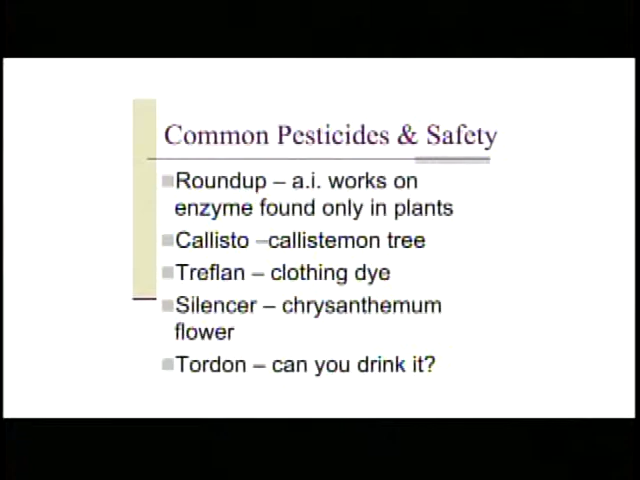 Common Pesticides & Safety
Roundup – a.i. works on
enzyme found only in plants
Callisto –callistemon tree
Treflan – clothing dye
Silencer – chrysanthemum
flower
Tordon – can you drink it?